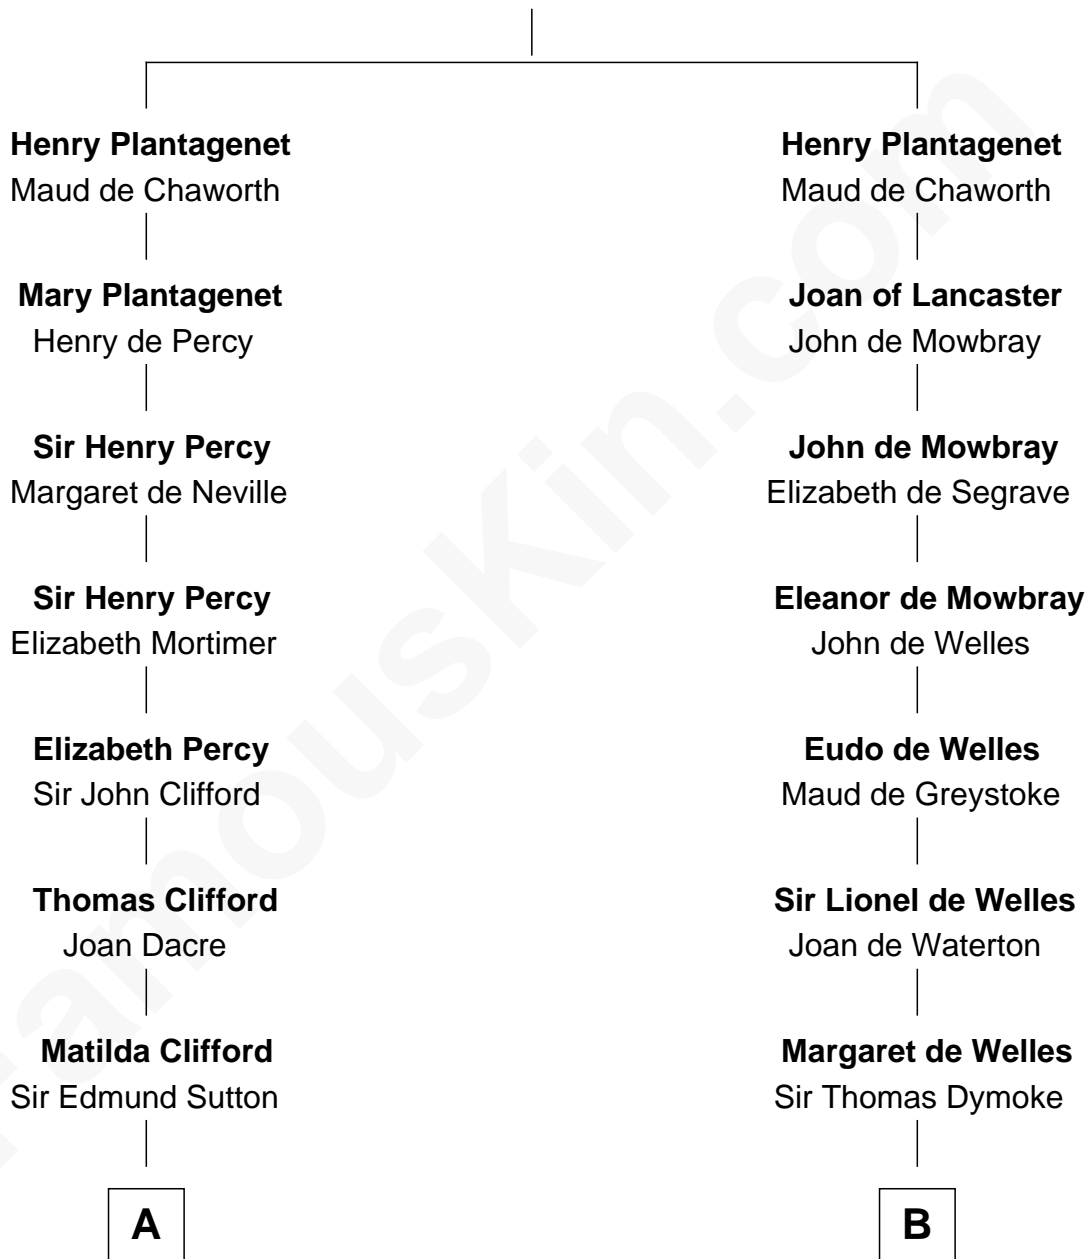 Henry Plantagenet
Maud de Chaworth
Mary Plantagenet
Henry de Percy
Sir Henry Percy
Margaret de Neville
Sir Henry Percy
Elizabeth Mortimer
Elizabeth Percy
Sir John Clifford
Thomas Clifford
Joan Dacre
Matilda Clifford
Sir Edmund Sutton
A
Henry Plantagenet
Maud de Chaworth
Joan of Lancaster
John de Mowbray
John de Mowbray
Elizabeth de Segrave
Eleanor de Mowbray
John de Welles
Eudo de Welles
Maud de Greystoke
Sir Lionel de Welles
Joan de Waterton
Margaret de Welles
Sir Thomas Dymoke
B
FamousKin.com